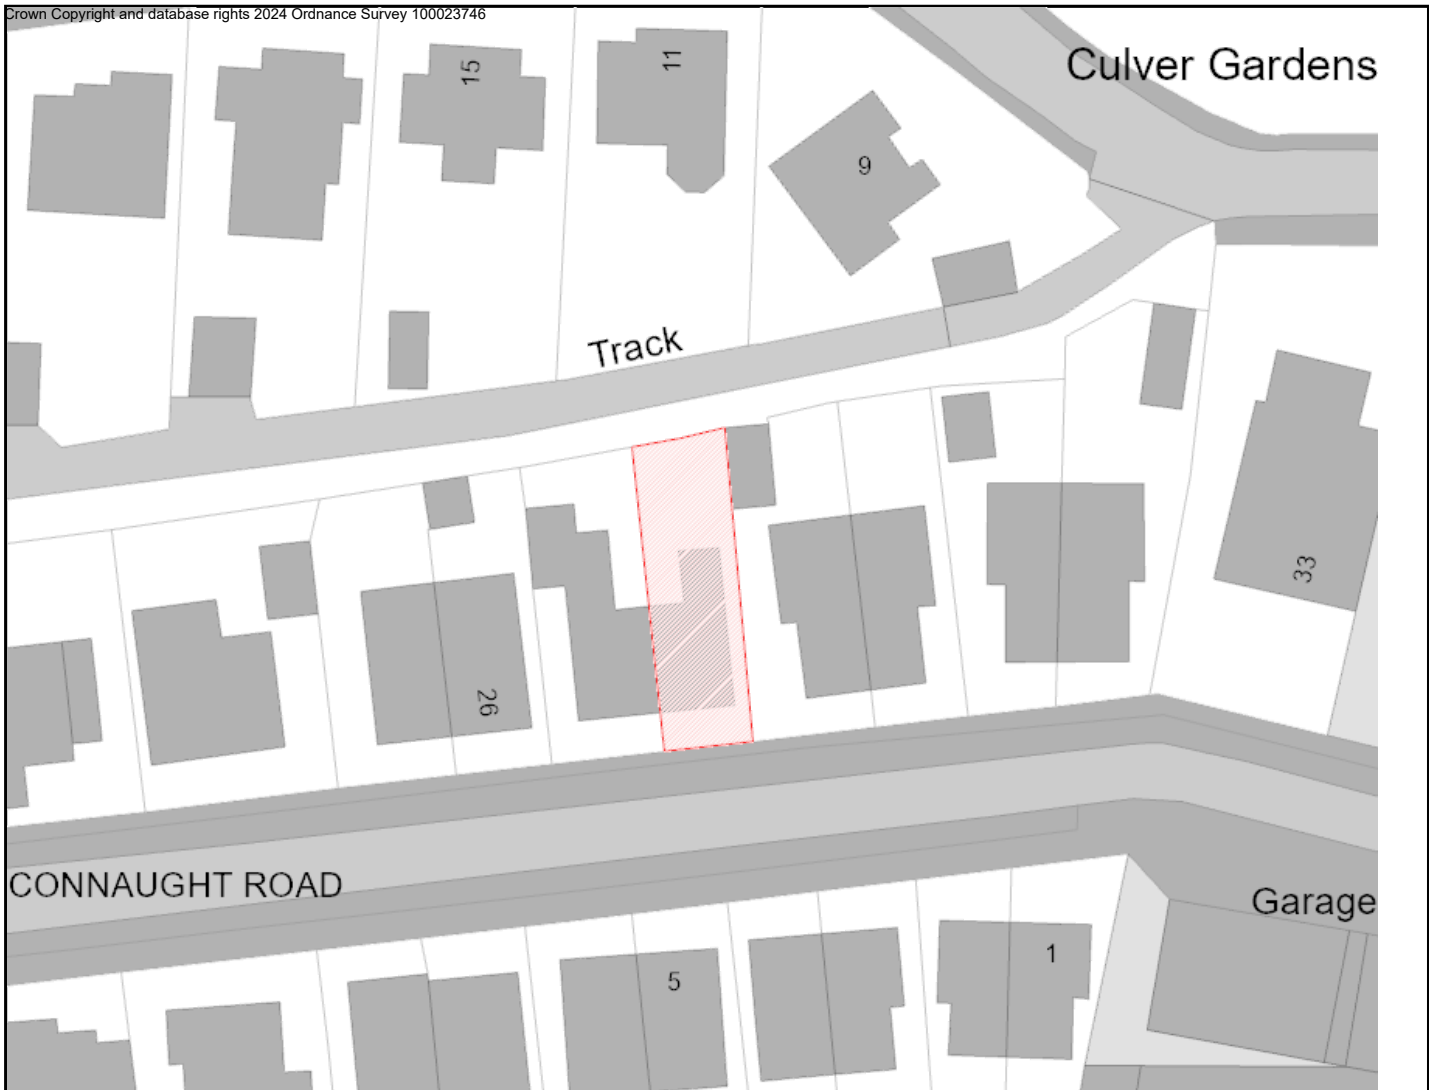 Crown Copyright and database rights 2024 Ordnance Survey 100023746
Culver Gardens
15
11
9
Track
33
26
CONNAUGHT ROAD
Garage
1
5